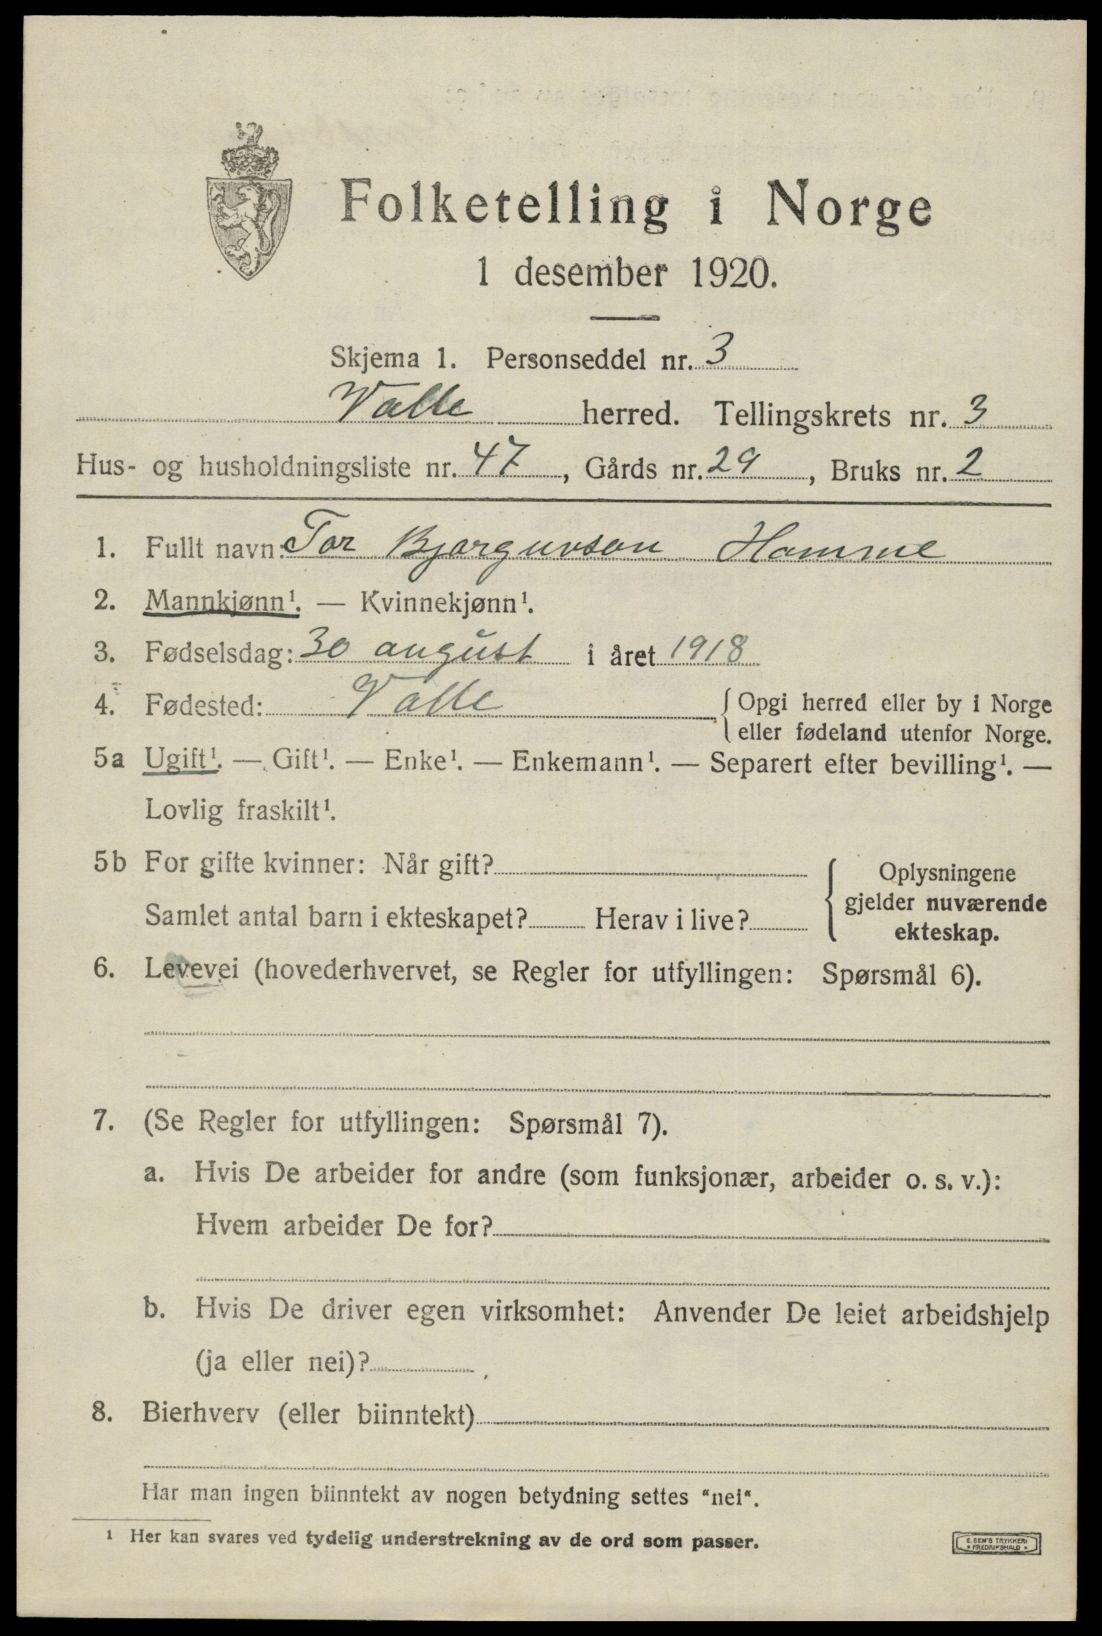 Folketelling i Norge
1 desember 1920.
Skjema 1. Personseddel nr. 3
Valle herred. Tellingskrets nr. 3
Hus- og husholdningsliste nr. 47, Gårds nr. 29, Bruks nr. 2
1. Fullt navn: Tor Bjorguvson Homme
2. Mannkjønn¹. — Kvinnekjønn¹.
3. Fødselsdag: 30 august i året 1918
4. Fødested: Valle {Opgi herred eller by i Norge
eller fødeland utenfor Norge.
5a Ugift¹. — Gift¹. — Enke¹. — Enkemann¹. — Separert efter bevilling¹. —
Lovlig fraskilt¹.
5b For gifte kvinner: Når gift? { Oplysningene
gjelder nuværende
Samlet antal barn i ekteskapet? Herav i live?
ekteskap.
6. Levevei (hovederhvervet, se Regler for utfyllingen: Spørsmål 6).
7. (Se Regler for utfyllingen: Spørsmål 7).
a. Hvis De arbeider for andre (som funksjonær, arbeider o. s. v.):
Hvem arbeider De for?
b. Hvis De driver egen virksomhet: Anvender De leiet arbeidshjelp
(ja eller nei)?
8. Bierhverv (eller biinntekt)
Har man ingen biinntekt av nogen betydning settes "nei".
¹ Her kan svares ved tydelig understrekning av de ord som passer.
E. SEM'S TRYKKERI
FREDRIKSHALD